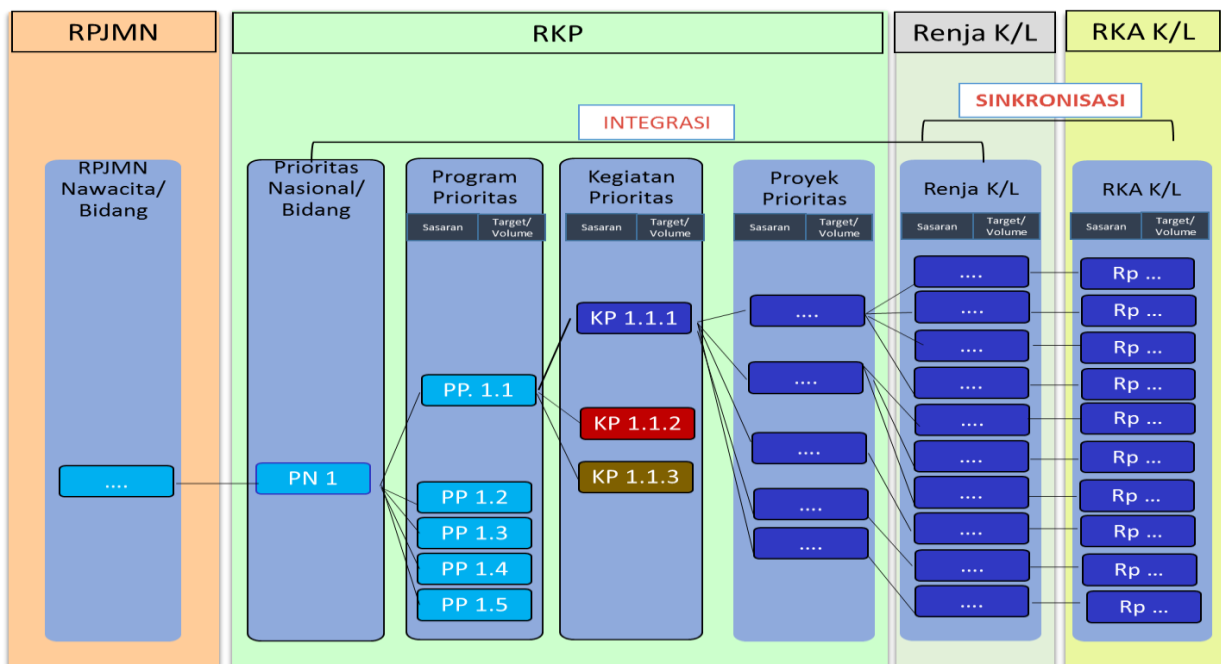 RPJMN
RKP
Renja K/L
RKA K/L
SINKRONISASI
INTEGRASI
RPJMN
Nawacita/
Bidang
....
Prioritas
Nasional/
Bidang
PN 1
Program
Prioritas
Sasaran
Target/
Volume
PP. 1.1
PP 1.2
PP 1.3
PP 1.4
PP 1.5
Kegiatan
Prioritas
Sasaran
Target/
Volume
KP 1.1.1
KP 1.1.2
KP 1.1.3
Proyek
Prioritas
Sasaran
Target/
Volume
....
....
....
....
....
Renja K/L
Sasaran
Target/
Volume
....
....
....
....
....
....
....
....
....
....
RKA K/L
Sasaran
Target/
Volume
Rp ...
Rp ...
Rp ...
Rp ...
Rp ...
Rp ...
Rp ...
Rp ...
Rp ...
Rp ...